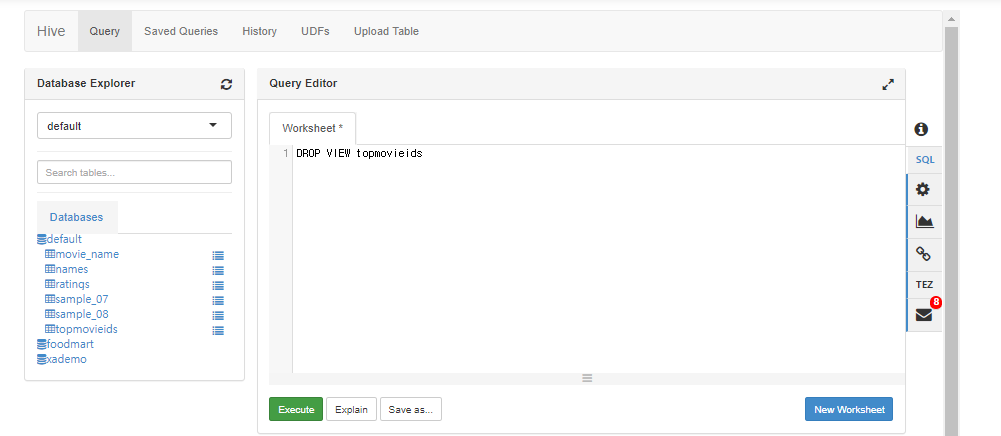 Hive Query Saved Queries History UDFs Upload Table
Database Explorer
default
Search tables...
Databases
default
movie_name
names
ratings
sample_07
sample_08
topmovieids
foodmart
xademo
Query Editor
Worksheet *
1 DROP VIEW topmovieids
Execute Explain Save as... New Worksheet
SQL
TEZ
8